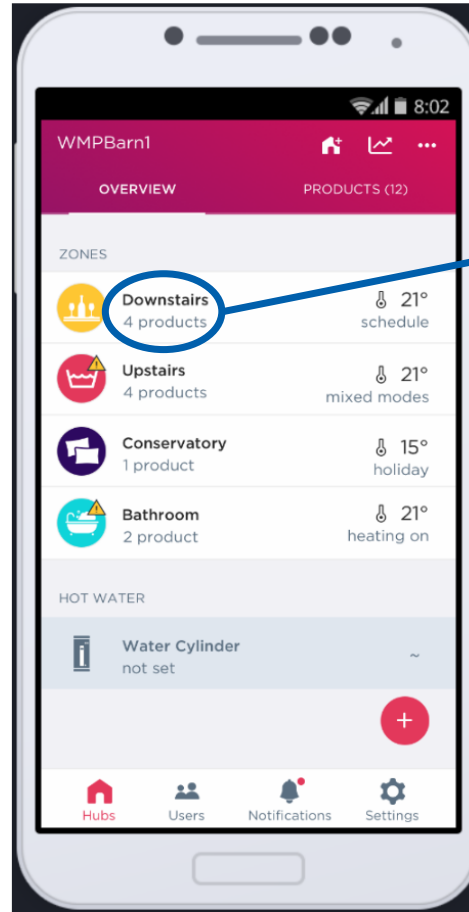 8:02
WMPBarn1
OVERVIEW PRODUCTS (12)
ZONES
Downstairs 21°
4 products schedule
Upstairs 21°
4 products mixed modes
Conservatory 15°
1 product holiday
Bathroom 21°
2 product heating on
HOT WATER
Water Cylinder
not set ~
+
Hubs Users Notifications Settings